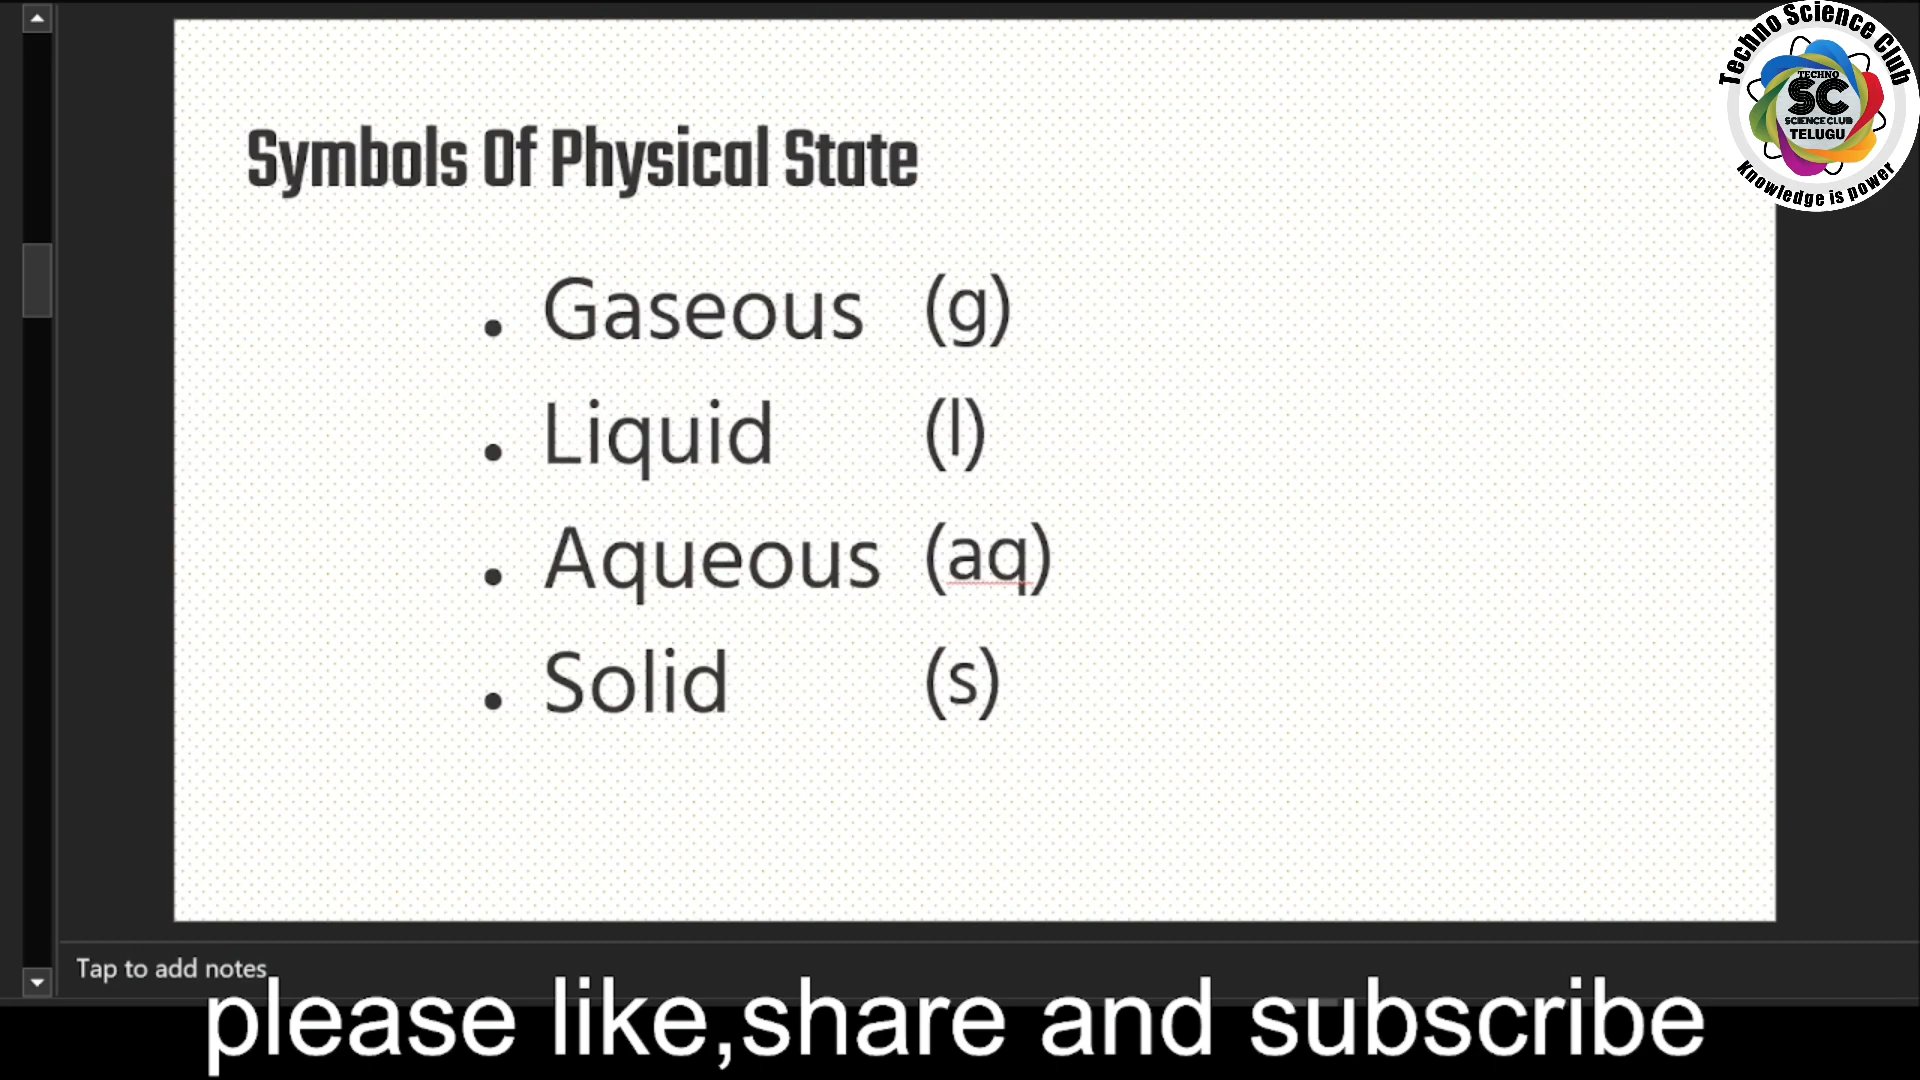 Techno Science Club
TECHNO
SC
SCIENCE CLUB
TELUGU
Knowledge is power
Symbols Of Physical State
• Gaseous (g)
• Liquid (l)
• Aqueous (aq)
• Solid (s)
Tap to add notes
please like,share and subscribe